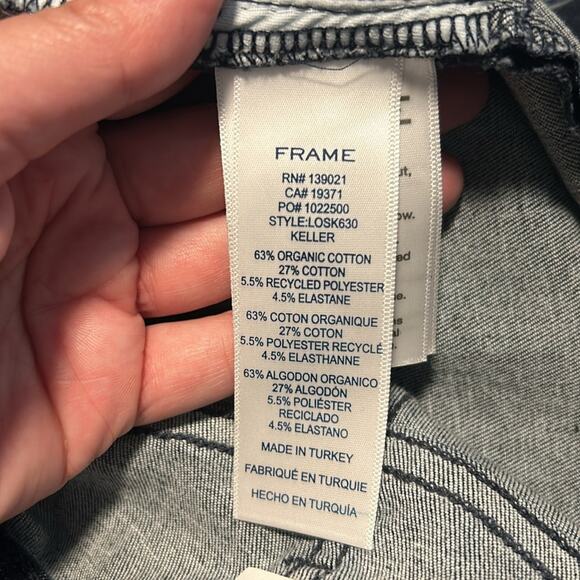 FRAME
RN# 139021
CA# 19371
PO# 1022500
STYLE:LOSK630
KELLER
63% ORGANIC COTTON
27% COTTON
5.5% RECYCLED POLYESTER
4.5% ELASTANE
63% COTON ORGANIQUE
27% COTON
5.5% POLYESTER RECYCLÉ
4.5% ELASTHANNE
63% ALGODON ORGANICO
27% ALGODÓN
5.5% POLIÉSTER
RECICLADO
4.5% ELASTANO
MADE IN TURKEY
FABRIQUÉ EN TURQUIE
HECHO EN TURQUÍA